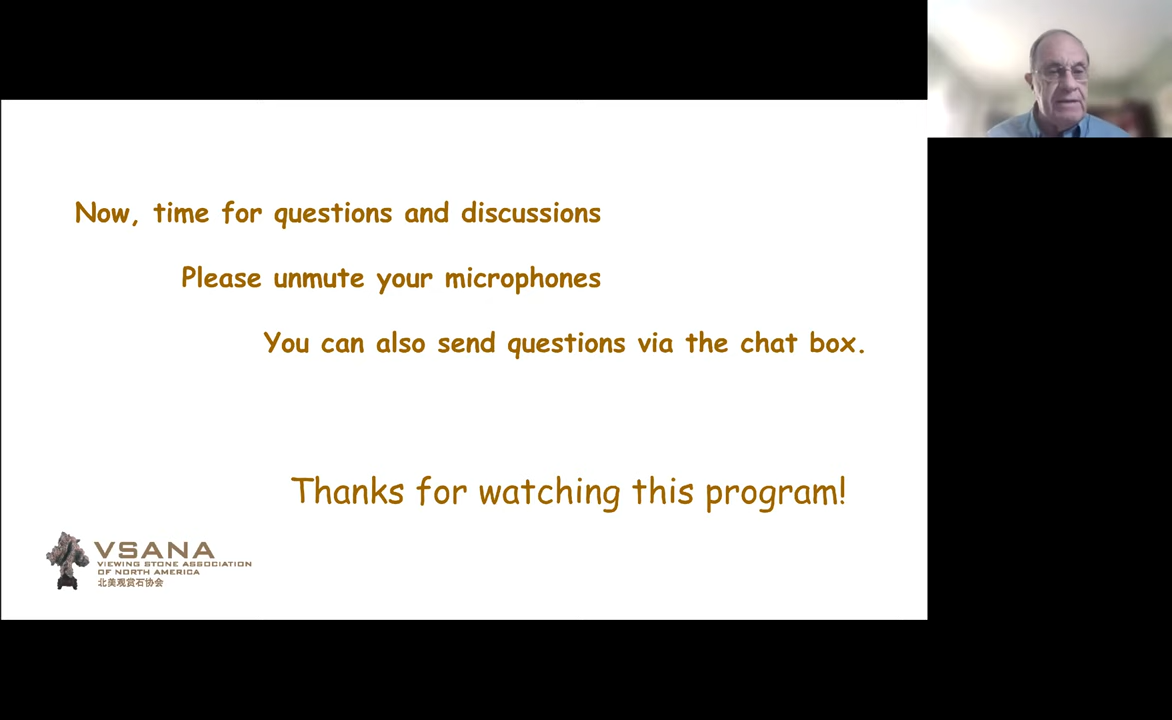 Now, time for questions and discussions
Please unmute your microphones
You can also send questions via the chat box.
Thanks for watching this program!
VSANA
VIEWING STONE ASSOCIATION
OF NORTH AMERICA
北美观赏石协会